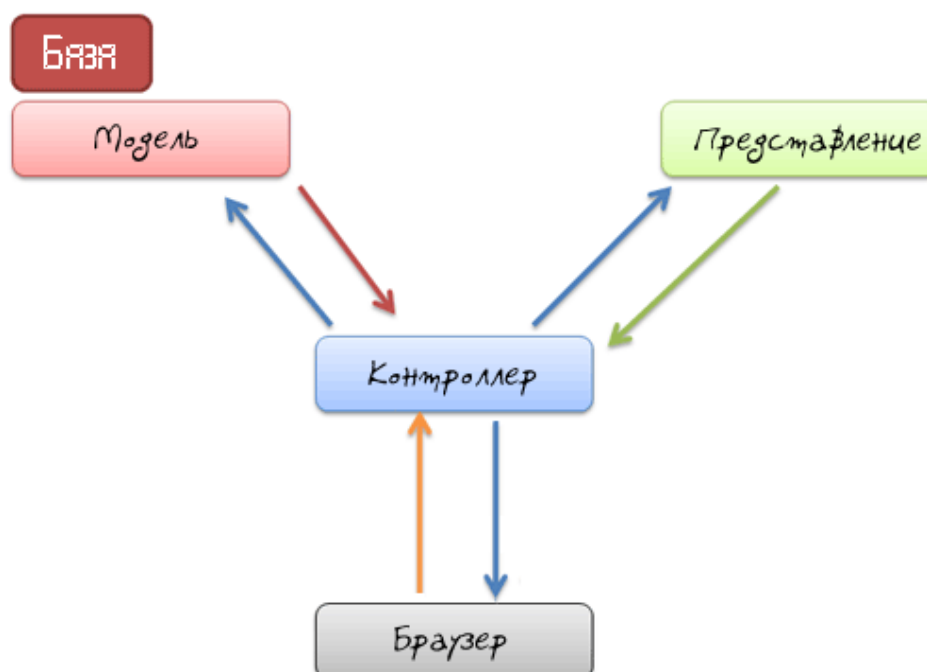 База
Модель
Представление
Контроллер
Браузер